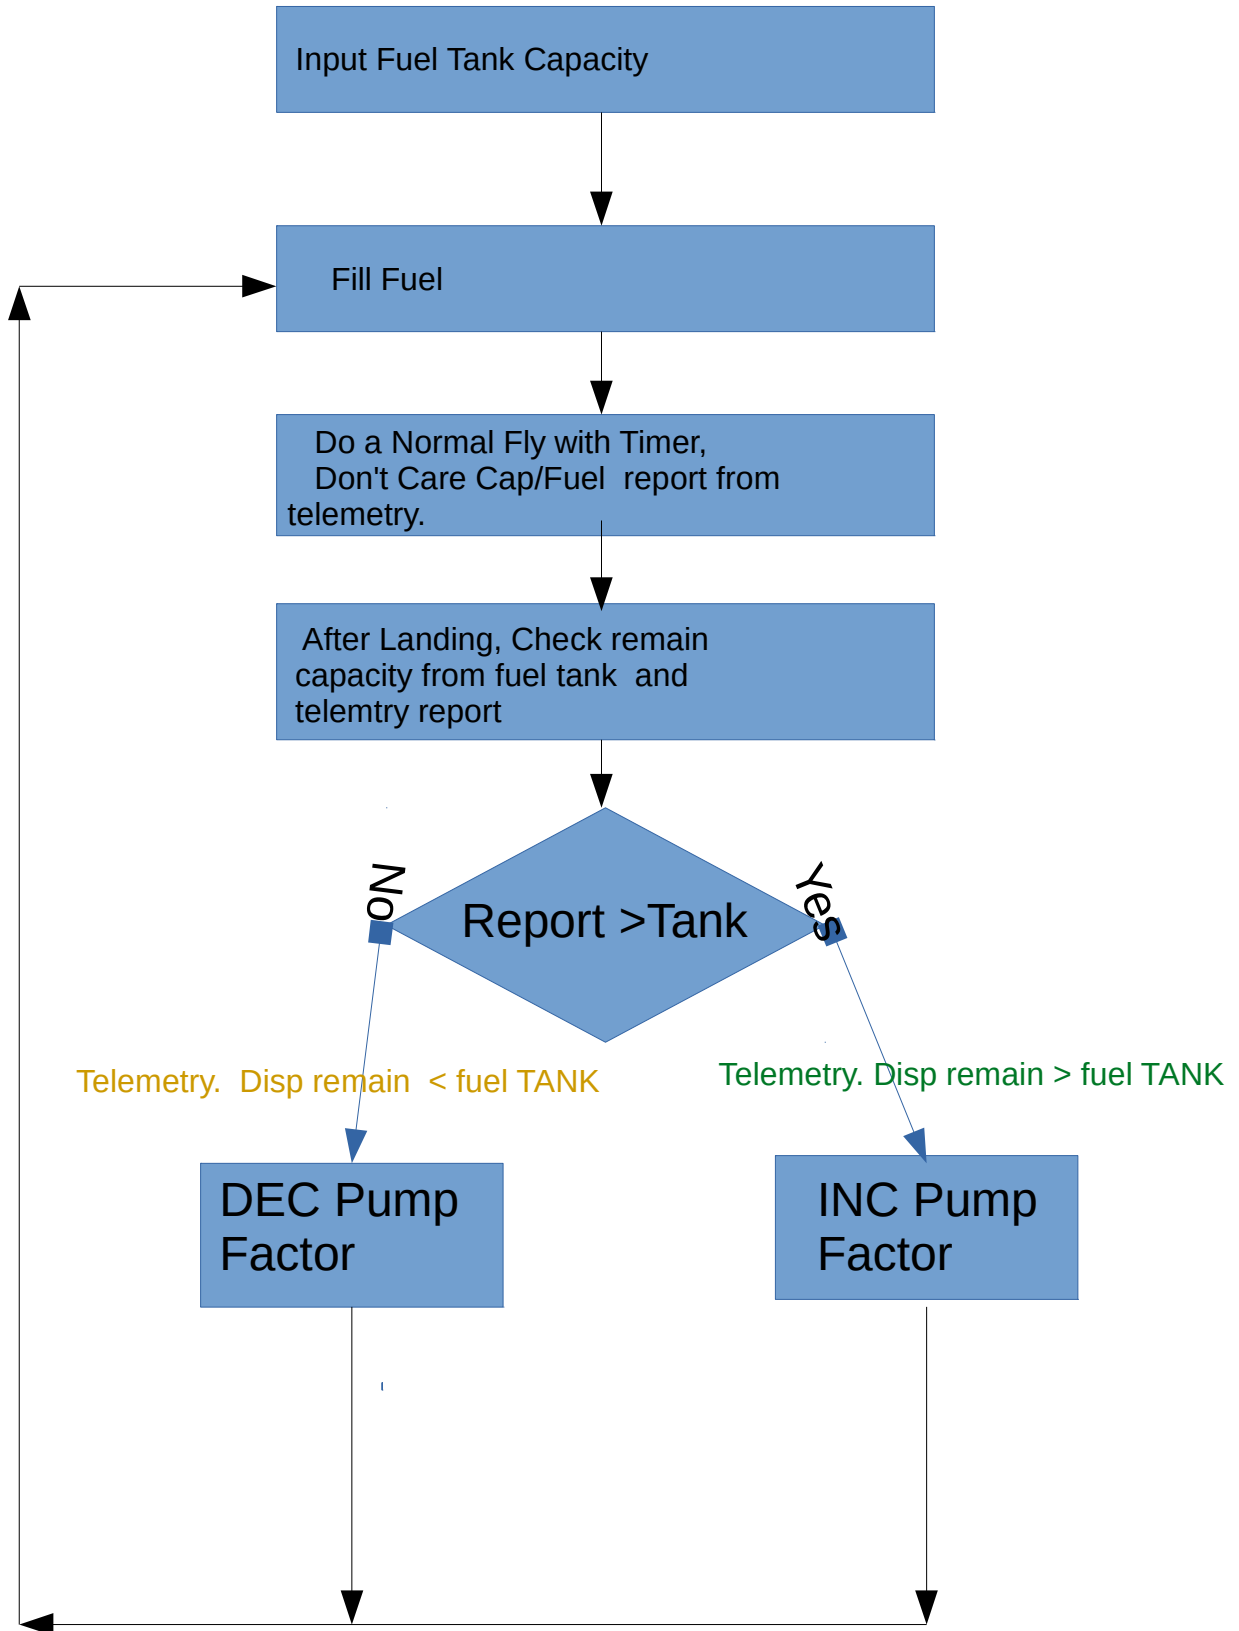 Input Fuel Tank Capacity
Fill Fuel
Do a Normal Fly with Timer,
Don't Care Cap/Fuel  report from
telemetry.
After Landing, Check remain
capacity from fuel tank  and
telemtry report
No
Yes
Report >Tank
Telemetry.  Disp remain  < fuel TANK
Telemetry. Disp remain > fuel TANK
DEC Pump
Factor
INC Pump
Factor